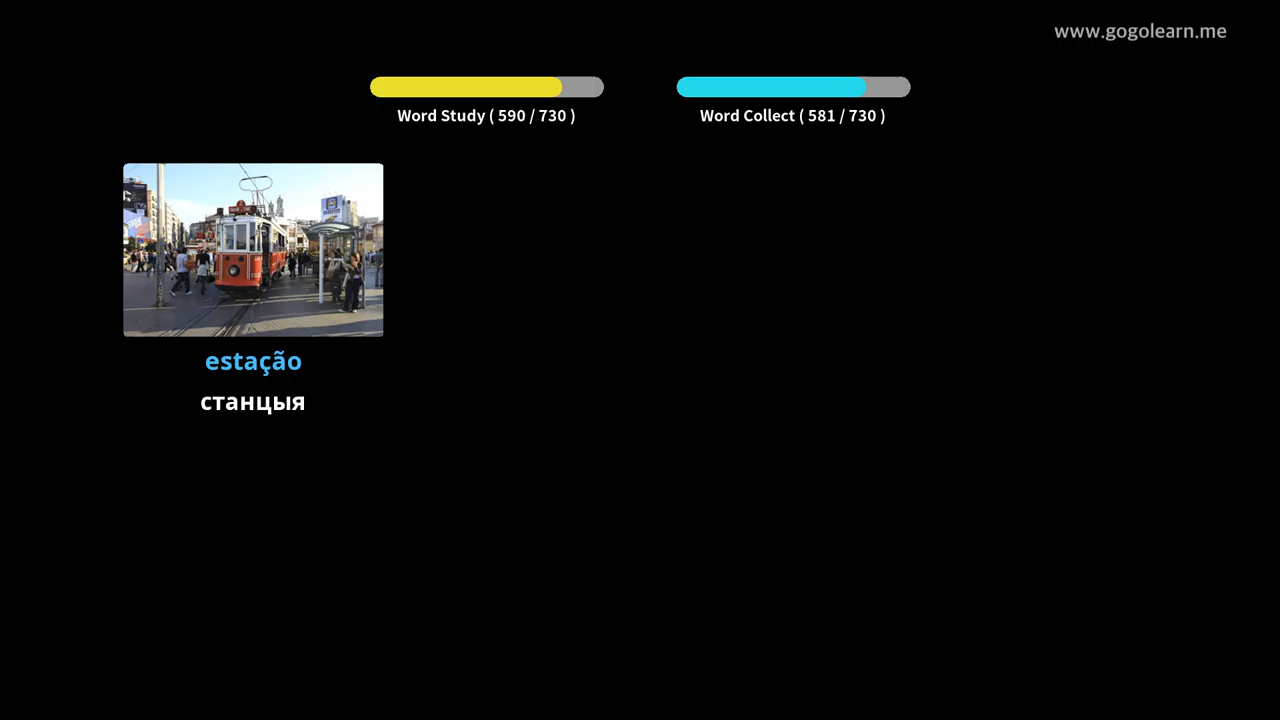 www.gogolearn.me
Word Study ( 590 / 730 )
Word Collect ( 581 / 730 )
estação
станцыя